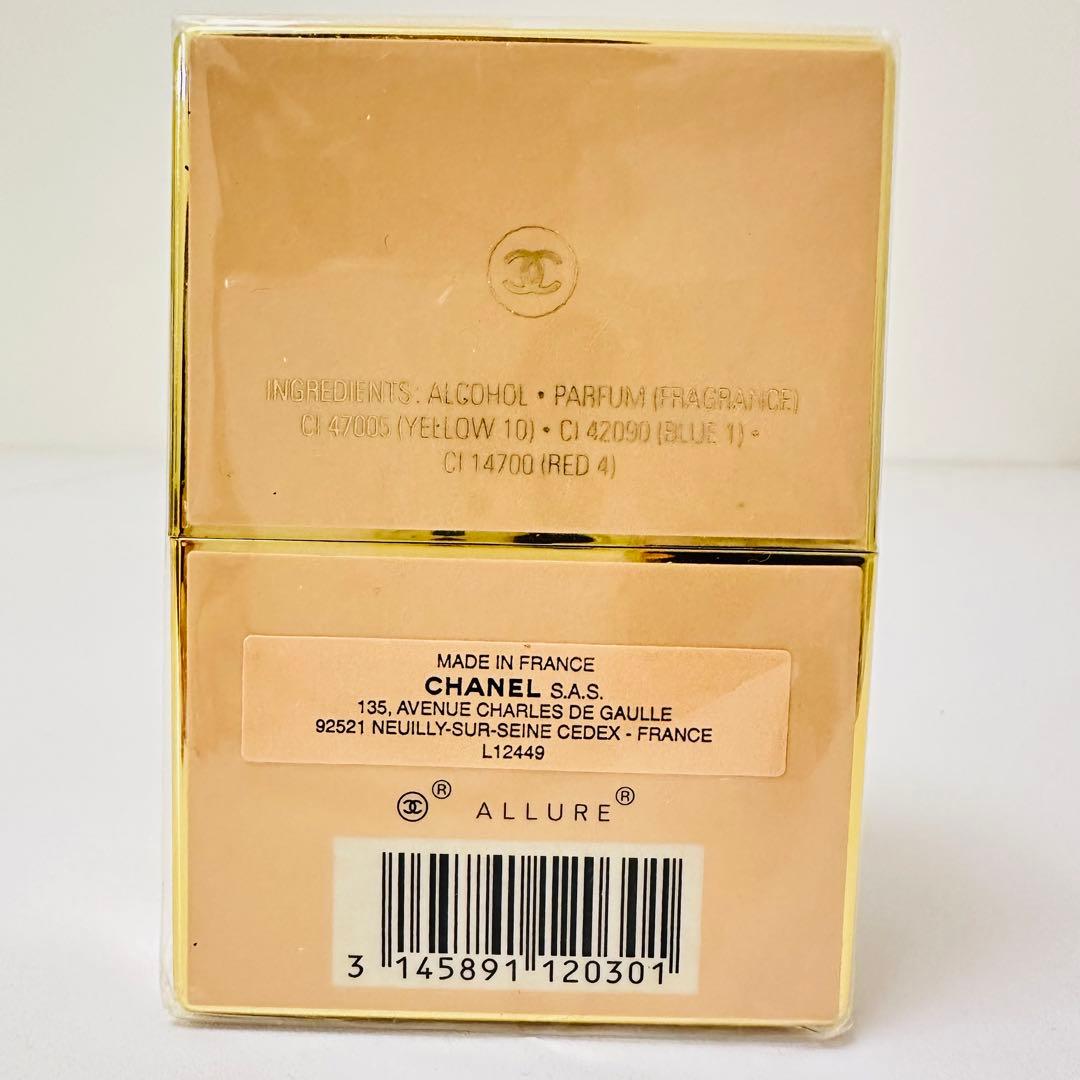 INGREDIENTS: ALCOHOL • PARFUM (FRAGRANCE)
CI 47005 (YELLOW 10) • CI 42090 (BLUE 1) •
CI 14700 (RED 4)
MADE IN FRANCE
CHANEL S.A.S.
135, AVENUE CHARLES DE GAULLE
92521 NEUILLY-SUR-SEINE CEDEX - FRANCE
L12449
® ALLURE®
3 145891 120301